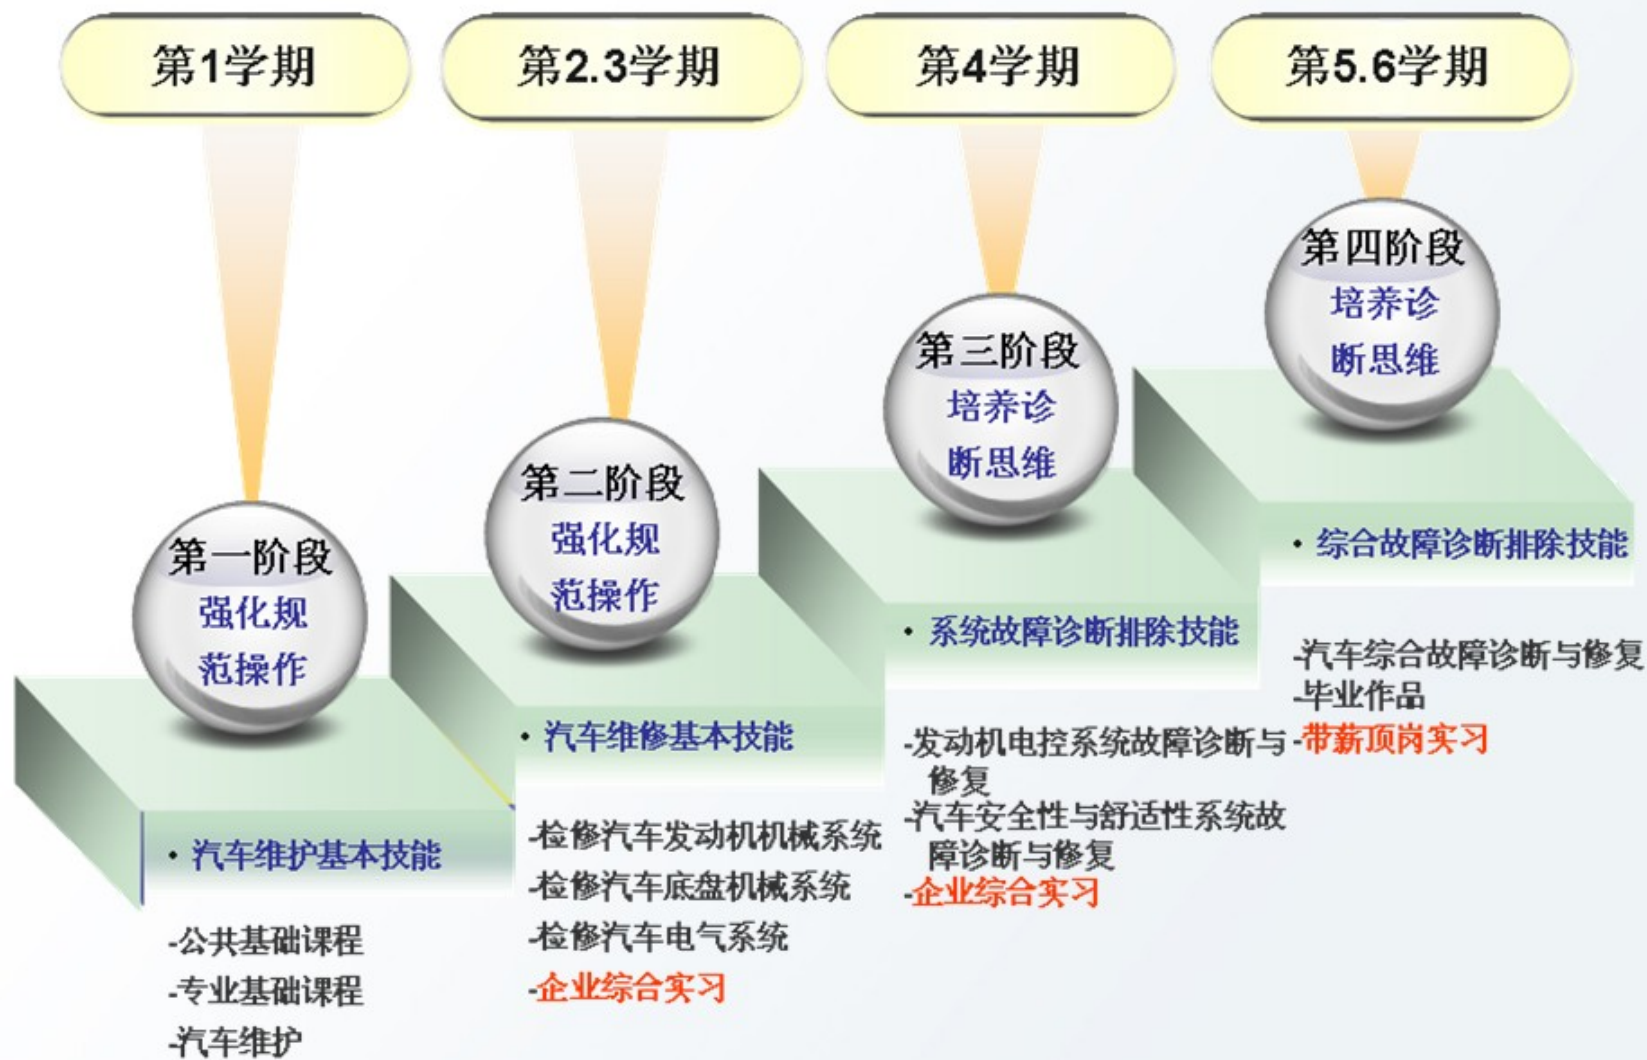 第1学期
第2.3学期
第4学期
第5.6学期
第一阶段
强化规
范操作
• 汽车维护基本技能
-公共基础课程
-专业基础课程
-汽车维护
第二阶段
强化规
范操作
• 汽车维修基本技能
-检修汽车发动机机械系统
-检修汽车底盘机械系统
-检修汽车电气系统
-企业综合实习
第三阶段
培养诊
断思维
• 系统故障诊断排除技能
-发动机电控系统故障诊断与
修复
-汽车安全性与舒适性系统故
障诊断与修复
-企业综合实习
第四阶段
培养诊
断思维
• 综合故障诊断排除技能
-汽车综合故障诊断与修复
-毕业作品
-带薪顶岗实习